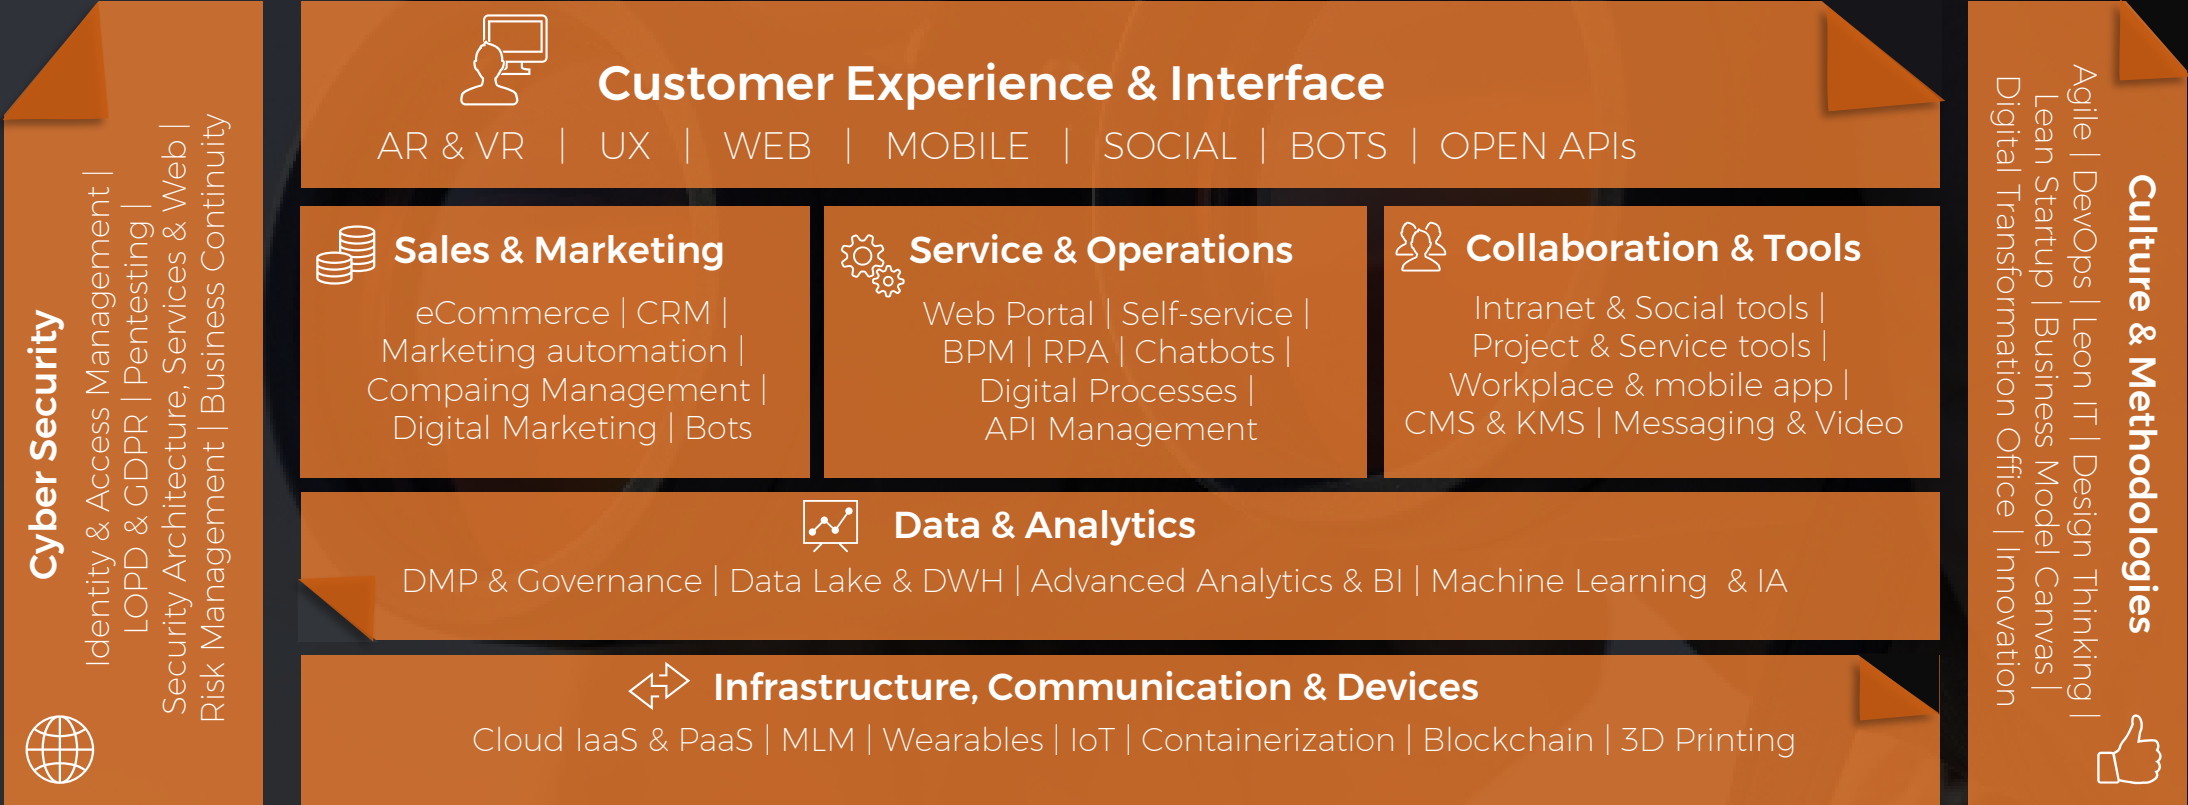 Cyber Security
Identity & Access Management |
LOPD & GDPR | Pentesting |
Security Architecture, Services & Web |
Risk Management | Business Continuity
Customer Experience & Interface
AR & VR | UX | WEB | MOBILE | SOCIAL | BOTS | OPEN APIs
Sales & Marketing
eCommerce | CRM |
Marketing automation |
Compaing Management |
Digital Marketing | Bots
Service & Operations
Web Portal | Self-service |
BPM | RPA | Chatbots |
Digital Processes |
API Management
Collaboration & Tools
Intranet & Social tools |
Project & Service tools |
Workplace & mobile app |
CMS & KMS | Messaging & Video
Data & Analytics
DMP & Governance | Data Lake & DWH | Advanced Analytics & BI | Machine Learning & IA
Infrastructure, Communication & Devices
Cloud IaaS & PaaS | MLM | Wearables | IoT | Containerization | Blockchain | 3D Printing
Culture & Methodologies
Agile | DevOps | Leon IT | Design Thinking |
Lean Startup | Business Model Canvas |
Digital Transformation Office | Innovation